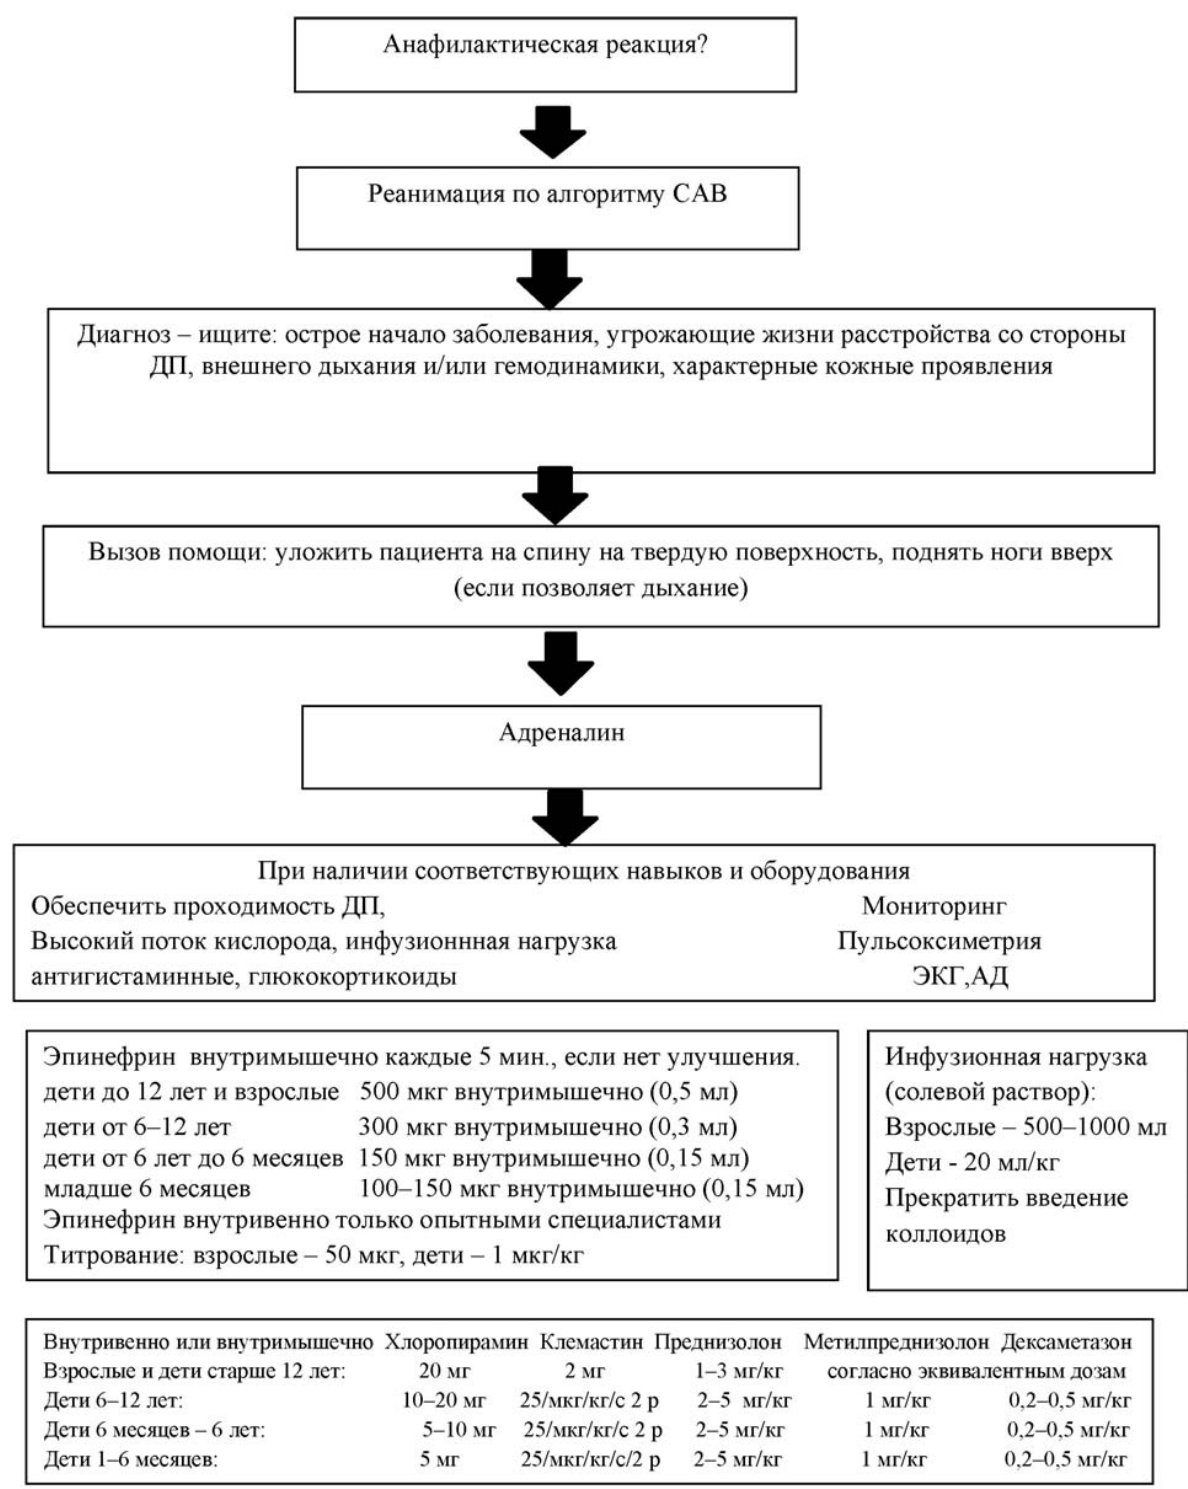 Анафилактическая реакция?
Реанимация по алгоритму САВ
Диагноз – ищите: острое начало заболевания, угрожающие жизни расстройства со стороны
ДП, внешнего дыхания и/или гемодинамики, характерные кожные проявления
Вызов помощи: уложить пациента на спину на твердую поверхность, поднять ноги вверх
(если позволяет дыхание)
Адреналин
При наличии соответствующих навыков и оборудования
Обеспечить проходимость ДП, Мониторинг
Высокий поток кислорода, инфузионнная нагрузка Пульсоксиметрия
антигистаминные, глюкокортикоиды ЭКГ,АД
Эпинефрин внутримышечно каждые 5 мин., если нет улучшения.
дети до 12 лет и взрослые 500 мкг внутримышечно (0,5 мл)
дети от 6–12 лет 300 мкг внутримышечно (0,3 мл)
дети от 6 лет до 6 месяцев 150 мкг внутримышечно (0,15 мл)
младше 6 месяцев 100–150 мкг внутримышечно (0,15 мл)
Эпинефрин внутривенно только опытными специалистами
Титрование: взрослые – 50 мкг, дети – 1 мкг/кг
Инфузионная нагрузка
(солевой раствор):
Взрослые – 500–1000 мл
Дети - 20 мл/кг
Прекратить введение
коллоидов
Внутривенно или внутримышечно Хлоропирамин Клемастин Преднизолон Метилпреднизолон Дексаметазон
Взрослые и дети старше 12 лет: 20 мг 2 мг 1–3 мг/кг согласно эквивалентным дозам
Дети 6–12 лет: 10–20 мг 25/мкг/кг/с 2 р 2–5 мг/кг 1 мг/кг 0,2–0,5 мг/кг
Дети 6 месяцев – 6 лет: 5–10 мг 25/мкг/кг/с 2 р 2–5 мг/кг 1 мг/кг 0,2–0,5 мг/кг
Дети 1–6 месяцев: 5 мг 25/мкг/кг/с/2 р 2–5 мг/кг 1 мг/кг 0,2–0,5 мг/кг